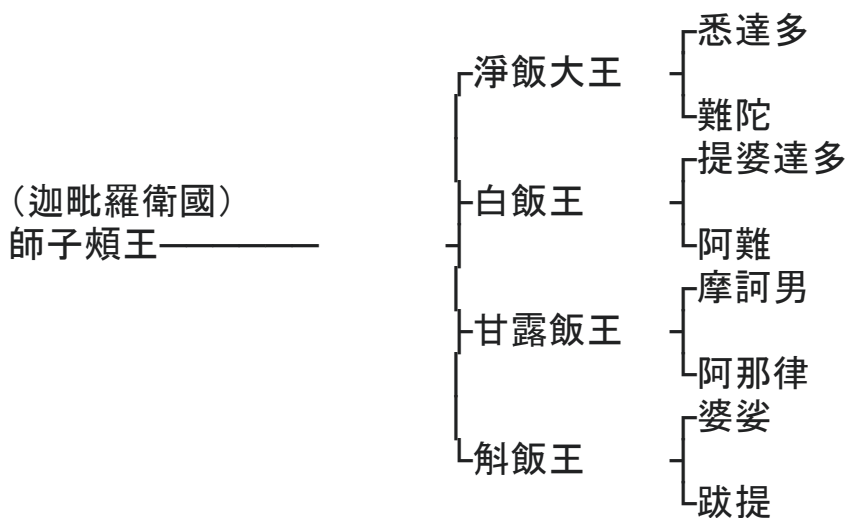 悉達多
淨飯大王
難陀
提婆達多
(迦毗羅衛國)
白飯王
師子頰王
阿難
摩訶男
甘露飯王
阿那律
婆娑
斛飯王
跋提